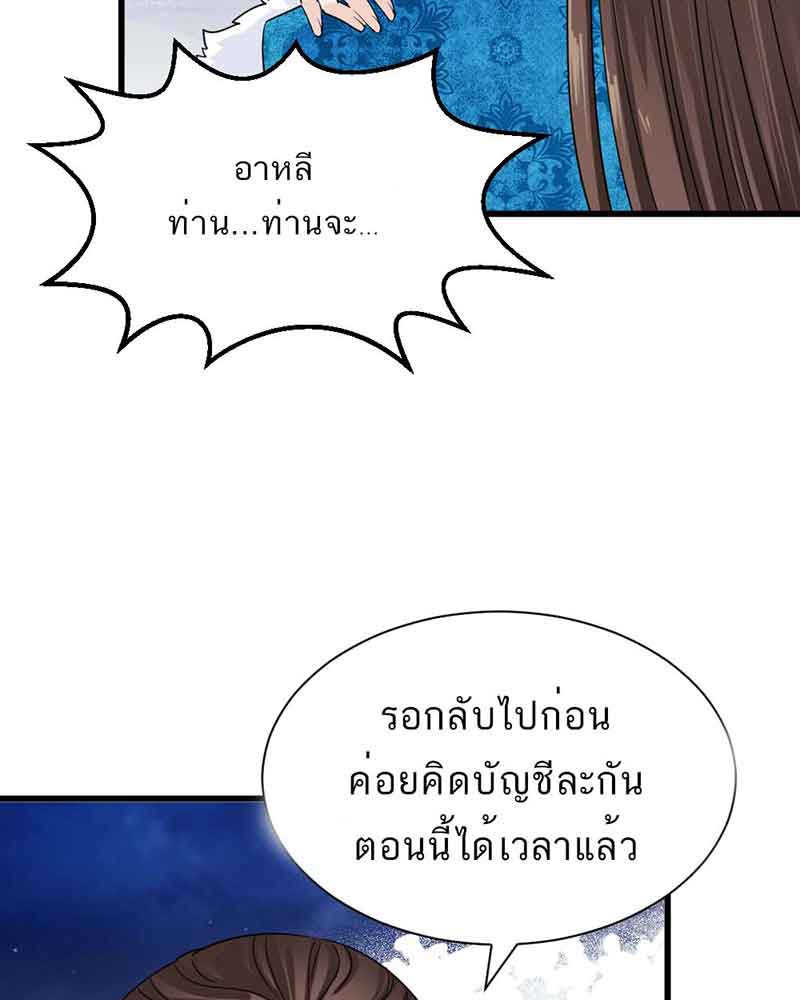 อาหลี
ท่าน...ท่านจะ...
รอกลับไปก่อน
ค่อยคิดบัญชีละกัน
ตอนนี้ได้เวลาแล้ว